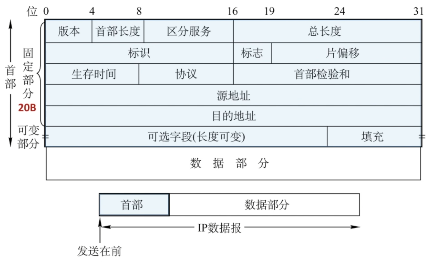 位 0 4 8 16 19 24 31
版本 首部长度 区分服务 总长度
标识 标志 片偏移
生存时间 协议 首部检验和
源地址
目的地址
可选字段(长度可变) 填充
数 据 部 分
首部
固定部分
20B
可变部分
首部 数据部分
IP数据报
发送在前